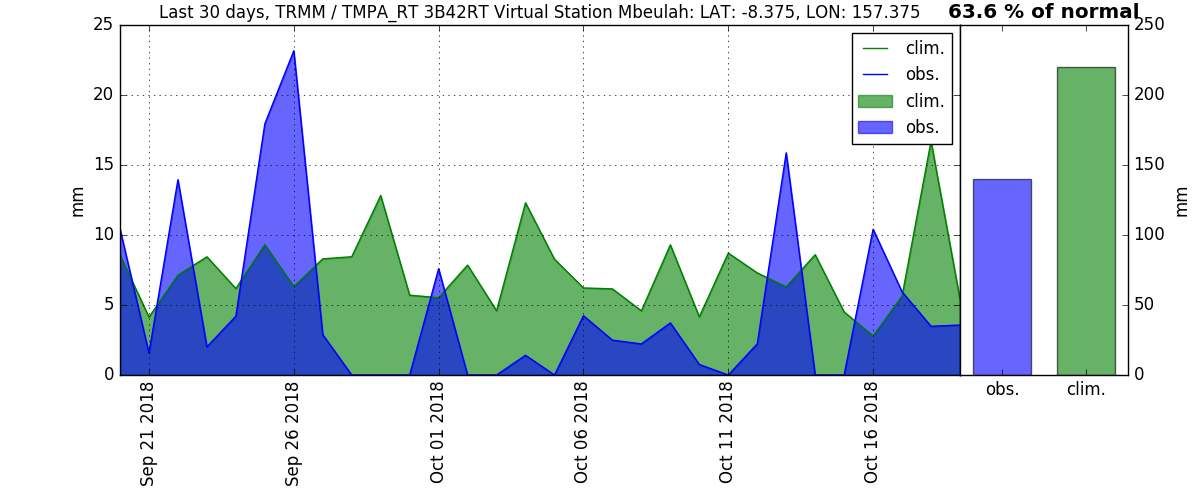 Last 30 days, TRMM / TMPA_RT 3B42RT Virtual Station Mbeulah: LAT: -8.375, LON: 157.375
63.6 % of normal
25
20
15
10
5
0
mm
clim.
obs.
clim.
obs.
Sep 21 2018
Sep 26 2018
Oct 01 2018
Oct 06 2018
Oct 11 2018
Oct 16 2018
250
200
150
100
50
0
mm
obs.
clim.